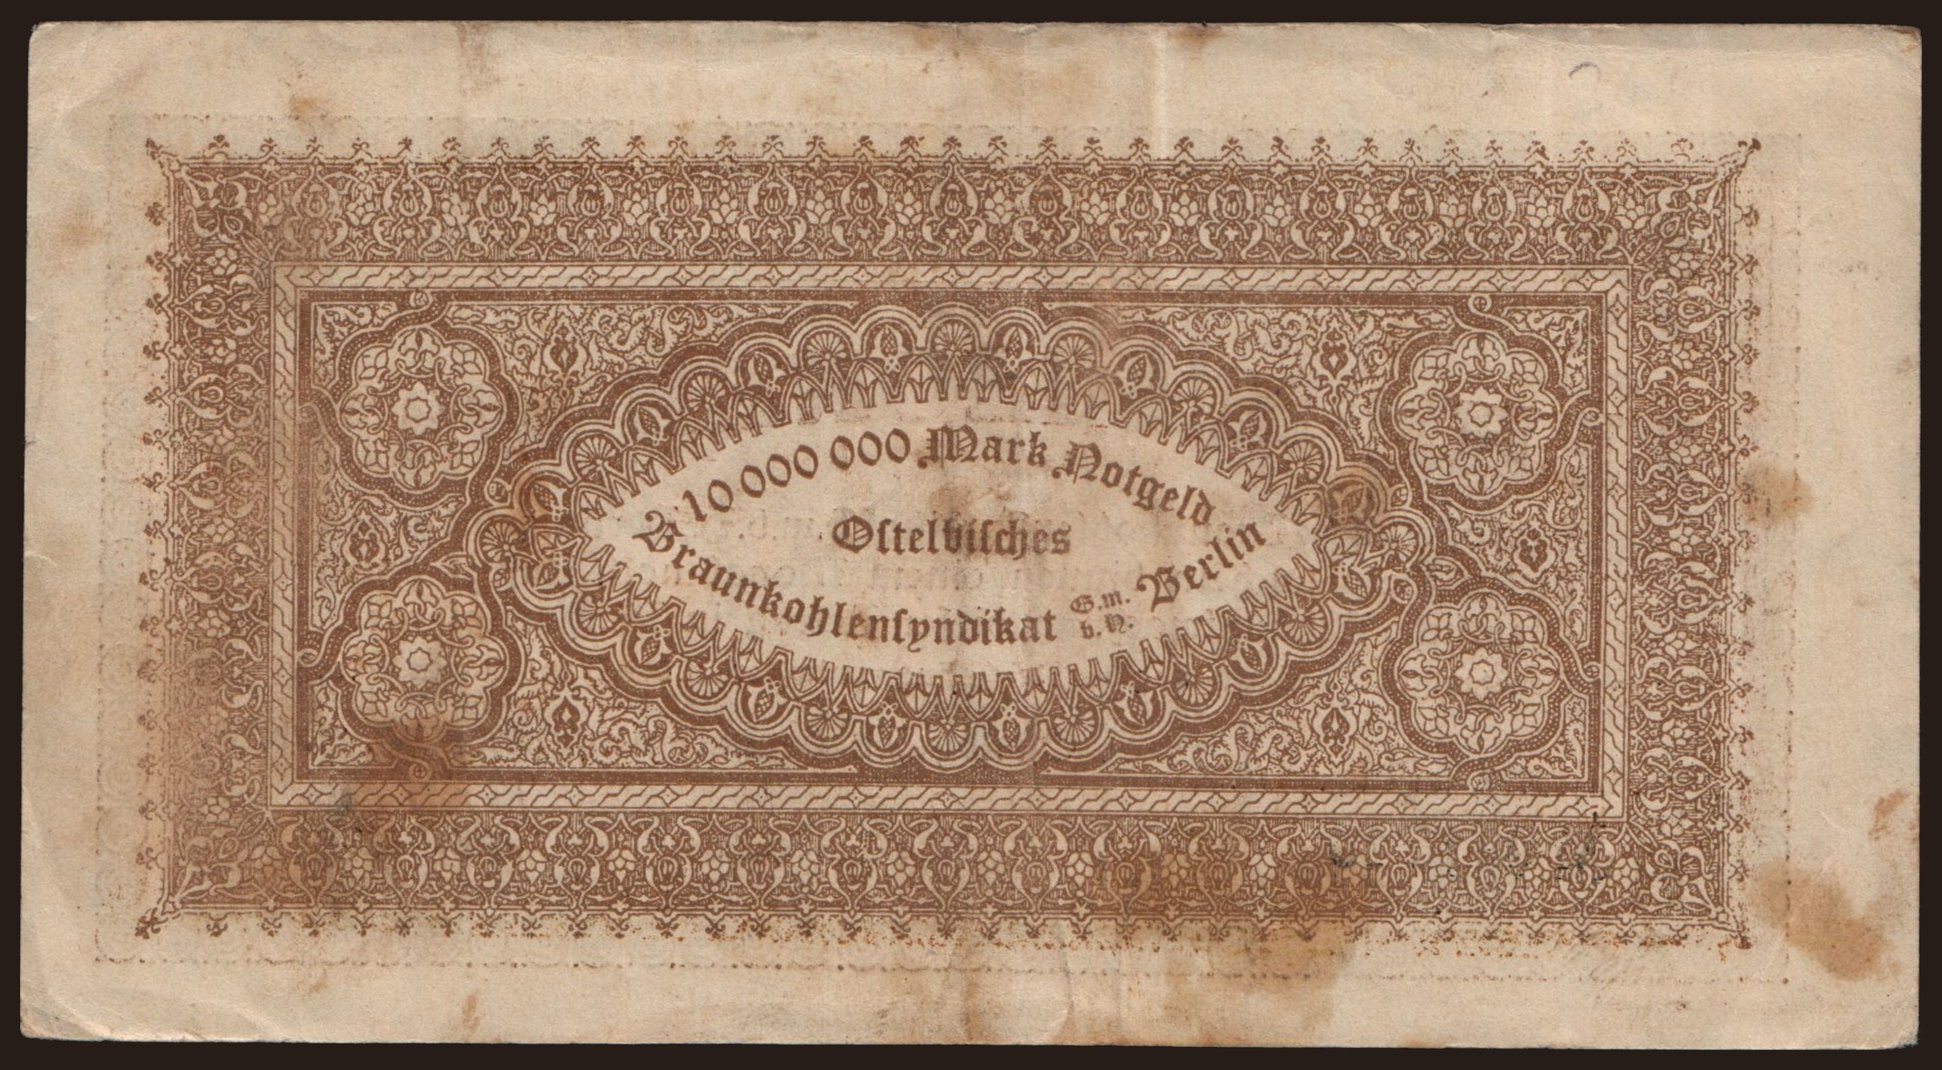 10 000 000 Mark Notgeld
Oſtelbiſches
Braunkohlenſyndikat G.m.
b.H. Berlin